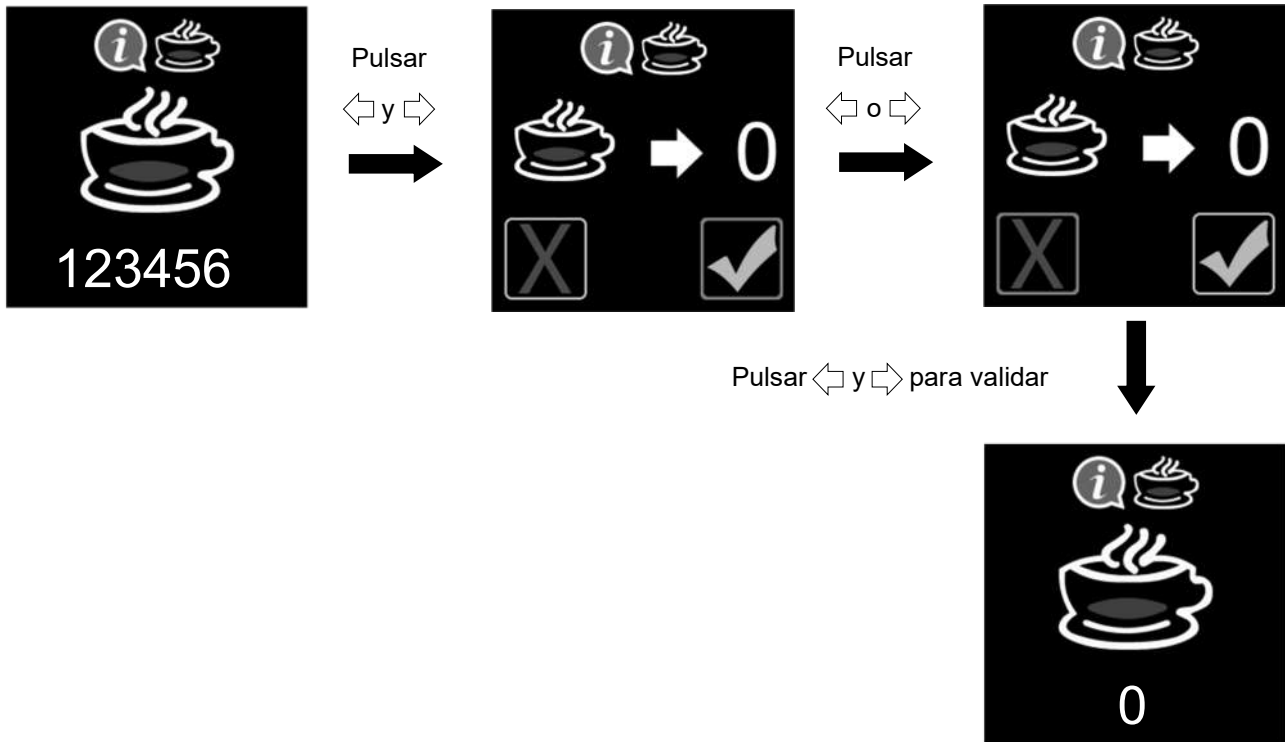 i
123456
Pulsar
⇦ y ⇨
i
0
X
Pulsar
⇦ o ⇨
i
0
X
Pulsar ⇦ y ⇨ para validar
i
0